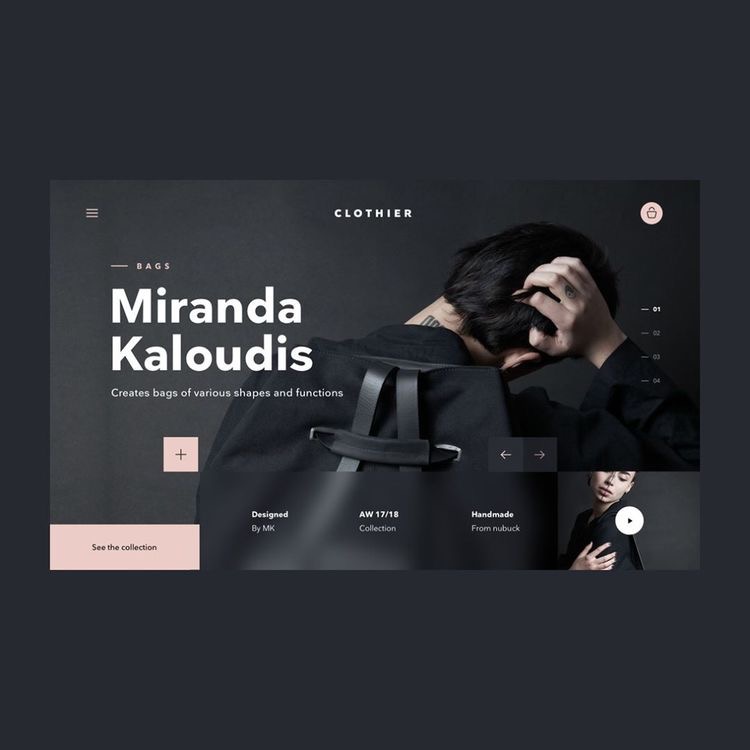 CLOTHIER
BAGS
Miranda
Kaloudis
Creates bags of various shapes and functions
01
02
03
04
Designed
By MK
AW 17/18
Collection
Handmade
From nubuck
See the collection